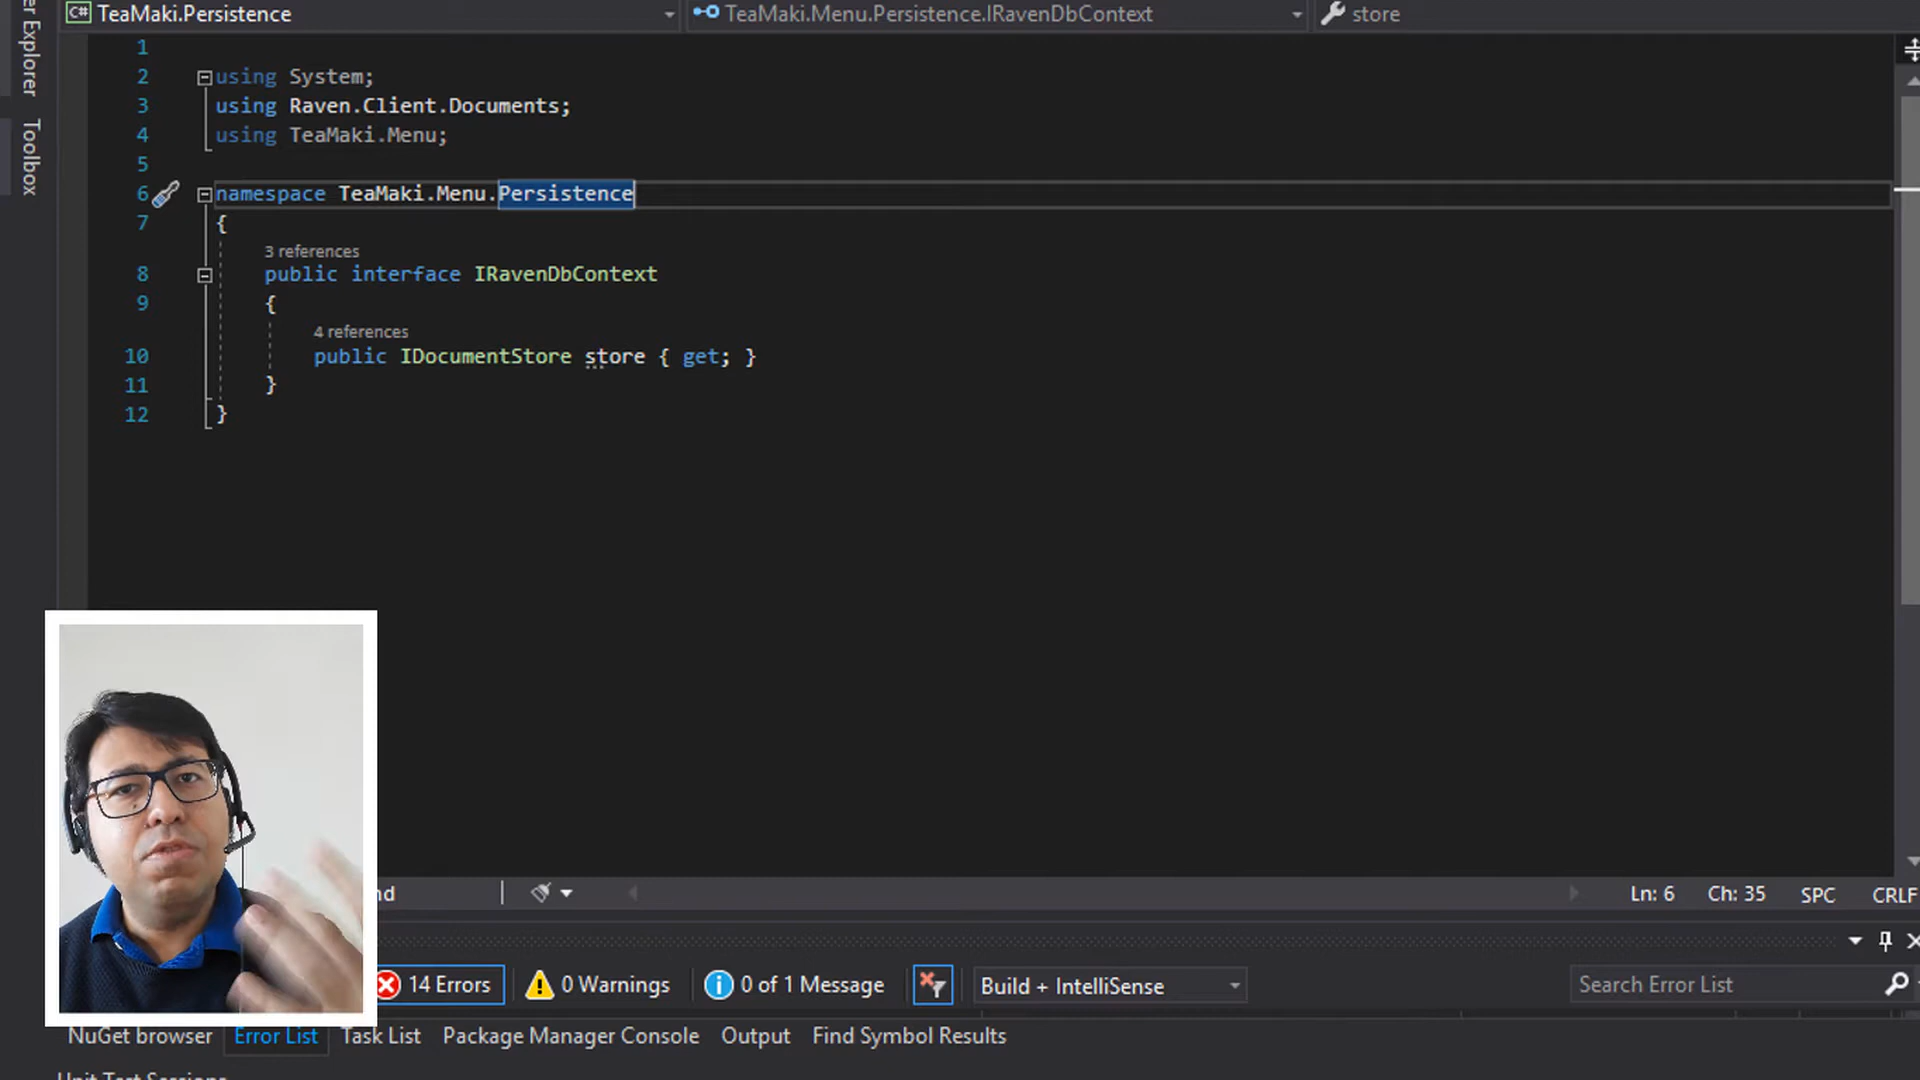 C# TeaMaki.Persistence
TeaMaki.Menu.Persistence.IRavenDbContext
store
Explorer
Toolbox
1
2 using System;
3 using Raven.Client.Documents;
4 using TeaMaki.Menu;
5
6 namespace TeaMaki.Menu.Persistence
7 {
3 references
8 public interface IRavenDbContext
9 {
4 references
10 public IDocumentStore store { get; }
11 }
12 }
nd
Ln: 6 Ch: 35 SPC CRLF
14 Errors 0 Warnings 0 of 1 Message Build + IntelliSense Search Error List
NuGet browser Error List Task List Package Manager Console Output Find Symbol Results
Unit Test Sessions